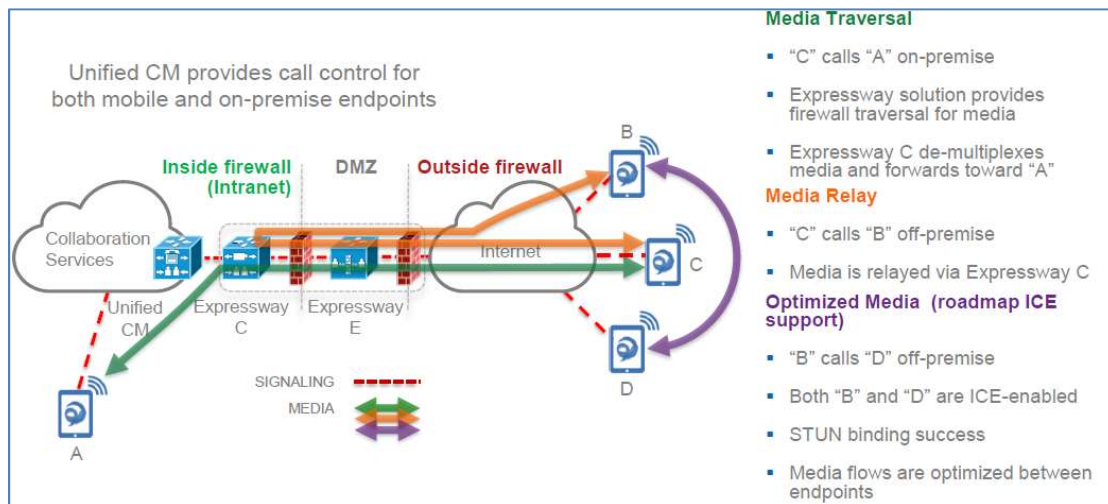 Unified CM provides call control for
both mobile and on-premise endpoints
Inside firewall
(Intranet)
DMZ
Outside firewall
Collaboration
Services
Unified
CM
Expressway
C
Expressway
E
Internet
B
C
D
A
SIGNALING
MEDIA
Media Traversal
▪ “C” calls “A” on-premise
▪ Expressway solution provides
firewall traversal for media
▪ Expressway C de-multiplexes
media and forwards toward “A”
Media Relay
▪ “C” calls “B” off-premise
▪ Media is relayed via Expressway C
Optimized Media (roadmap ICE
support)
▪ “B” calls “D” off-premise
▪ Both “B” and “D” are ICE-enabled
▪ STUN binding success
▪ Media flows are optimized between
endpoints